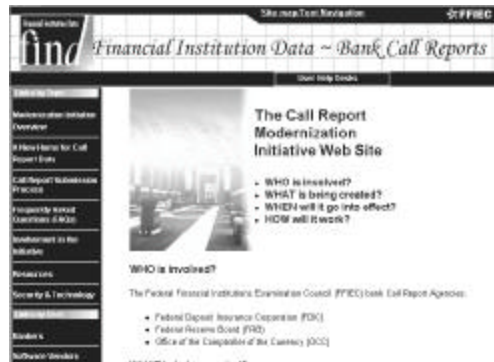 Site map/Text Navigation
FFIEC
find
Financial Institution Data ~ Bank Call Reports
User Help Desks
Modernization Initiative
Overview
A New Home for Call
Report Data
Call Report Submission
Process
Frequently Asked
Questions (FAQs)
Involvement in the
Initiative
Resources
Security & Technology
Bankers
Software Vendors
The Call Report
Modernization
Initiative Web Site
• WHO is involved?
• WHAT is being created?
• WHEN will it go into effect?
• HOW will it work?
WHO is involved?
The Federal Financial Institutions Examination Council (FFIEC) bank Call Report Agencies:
• Federal Deposit Insurance Corporation (FDIC)
• Federal Reserve Board (FRB)
• Office of the Comptroller of the Currency (OCC)